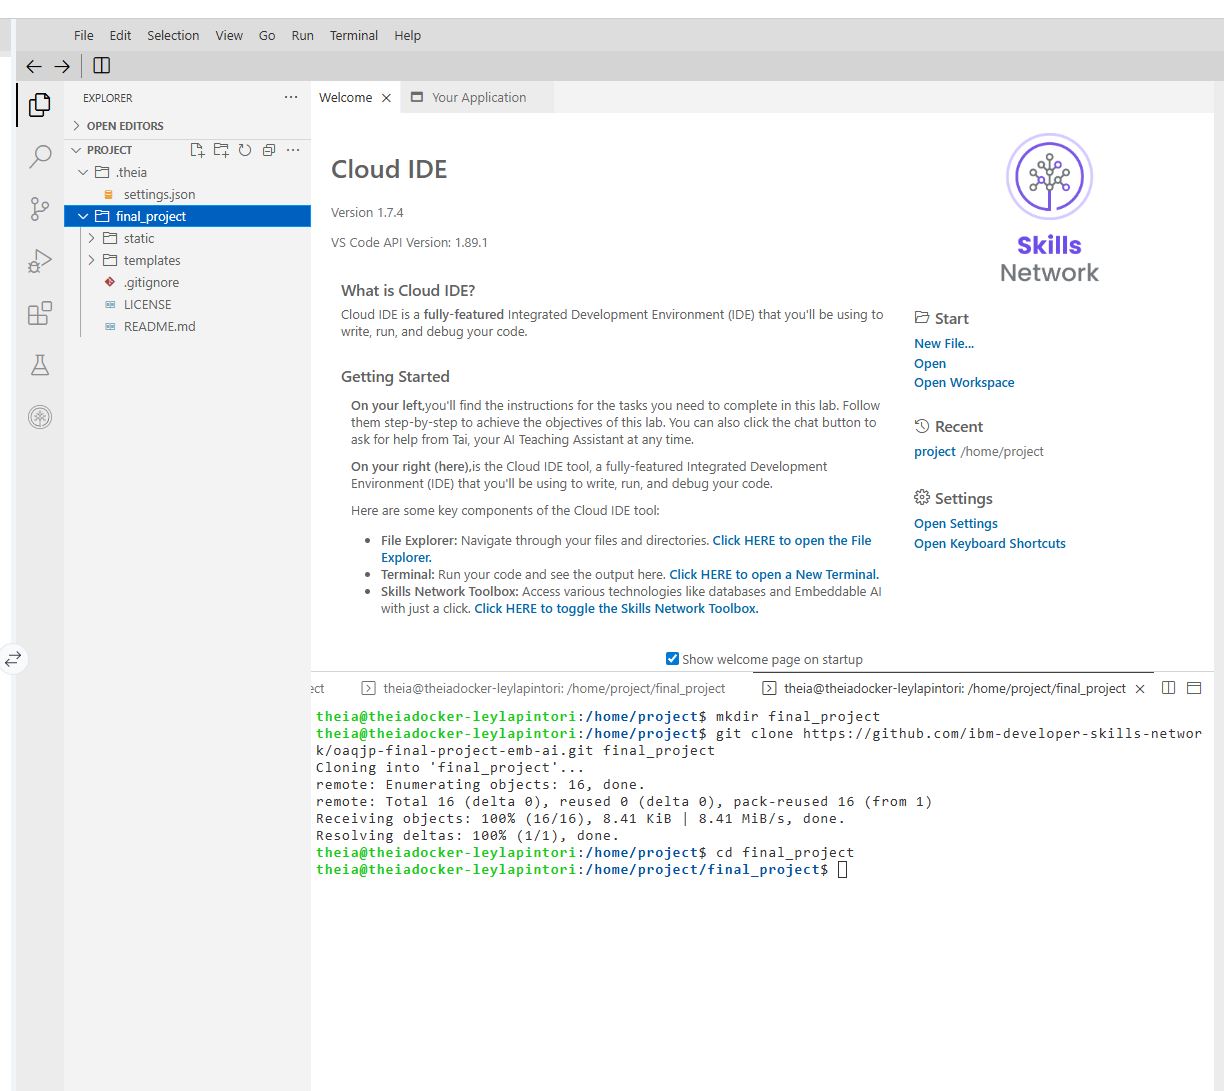 File Edit Selection View Go Run Terminal Help
EXPLORER
OPEN EDITORS
PROJECT
.theia
settings.json
final_project
static
templates
.gitignore
LICENSE
README.md
Welcome
Your Application
Cloud IDE
Version 1.7.4
VS Code API Version: 1.89.1
What is Cloud IDE?
Cloud IDE is a fully-featured Integrated Development Environment (IDE) that you'll be using to
write, run, and debug your code.
Getting Started
On your left,you'll find the instructions for the tasks you need to complete in this lab. Follow
them step-by-step to achieve the objectives of this lab. You can also click the chat button to
ask for help from Tai, your AI Teaching Assistant at any time.
On your right (here),is the Cloud IDE tool, a fully-featured Integrated Development
Environment (IDE) that you'll be using to write, run, and debug your code.
Here are some key components of the Cloud IDE tool:
• File Explorer: Navigate through your files and directories. Click HERE to open the File
Explorer.
• Terminal: Run your code and see the output here. Click HERE to open a New Terminal.
• Skills Network Toolbox: Access various technologies like databases and Embeddable AI
with just a click. Click HERE to toggle the Skills Network Toolbox.
Skills
Network
Start
New File...
Open
Open Workspace
Recent
project /home/project
Settings
Open Settings
Open Keyboard Shortcuts
Show welcome page on startup
ect theia@theiadocker-leylapintori: /home/project/final_project theia@theiadocker-leylapintori: /home/project/final_project
theia@theiadocker-leylapintori:/home/project$ mkdir final_project
theia@theiadocker-leylapintori:/home/project$ git clone https://github.com/ibm-developer-skills-networ
k/oaqjp-final-project-emb-ai.git final_project
Cloning into 'final_project'...
remote: Enumerating objects: 16, done.
remote: Total 16 (delta 0), reused 0 (delta 0), pack-reused 16 (from 1)
Receiving objects: 100% (16/16), 8.41 KiB | 8.41 MiB/s, done.
Resolving deltas: 100% (1/1), done.
theia@theiadocker-leylapintori:/home/project$ cd final_project
theia@theiadocker-leylapintori:/home/project/final_project$